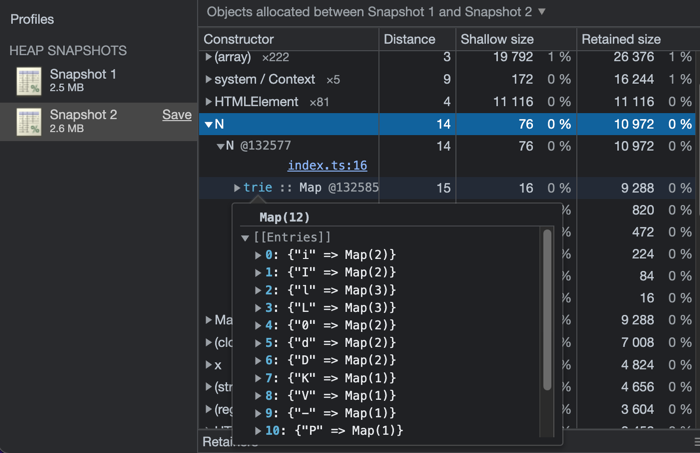 Profiles
HEAP SNAPSHOTS
Snapshot 1
2.5 MB
Snapshot 2
2.6 MB
Save
Objects allocated between Snapshot 1 and Snapshot 2 ▼
Constructor Distance Shallow size Retained size
▶(array) ×222 3 19 792 1 % 26 376 1 %
▶system / Context ×5 9 172 0 % 16 244 1 %
▶HTMLElement ×81 4 11 116 0 % 11 116 0 %
▼N 14 76 0 % 10 972 0 %
▼N @132577 14 76 0 % 10 972 0 %
index.ts:16
▶trie :: Map @132585 15 16 0 % 9 288 0 %
% 820 0 %
% 472 0 %
% 224 0 %
% 84 0 %
% 16 0 %
▶Ma % 9 288 0 %
▶(clo % 7 008 0 %
▶x % 4 824 0 %
▶(str % 4 656 0 %
▶(reg % 3 604 0 %
Retainers
Map(12)
▼[[Entries]]
▶0: {"i" => Map(2)}
▶1: {"I" => Map(2)}
▶2: {"l" => Map(3)}
▶3: {"L" => Map(3)}
▶4: {"0" => Map(2)}
▶5: {"d" => Map(2)}
▶6: {"D" => Map(2)}
▶7: {"K" => Map(1)}
▶8: {"V" => Map(1)}
▶9: {"—" => Map(1)}
▶10: {"P" => Map(1)}